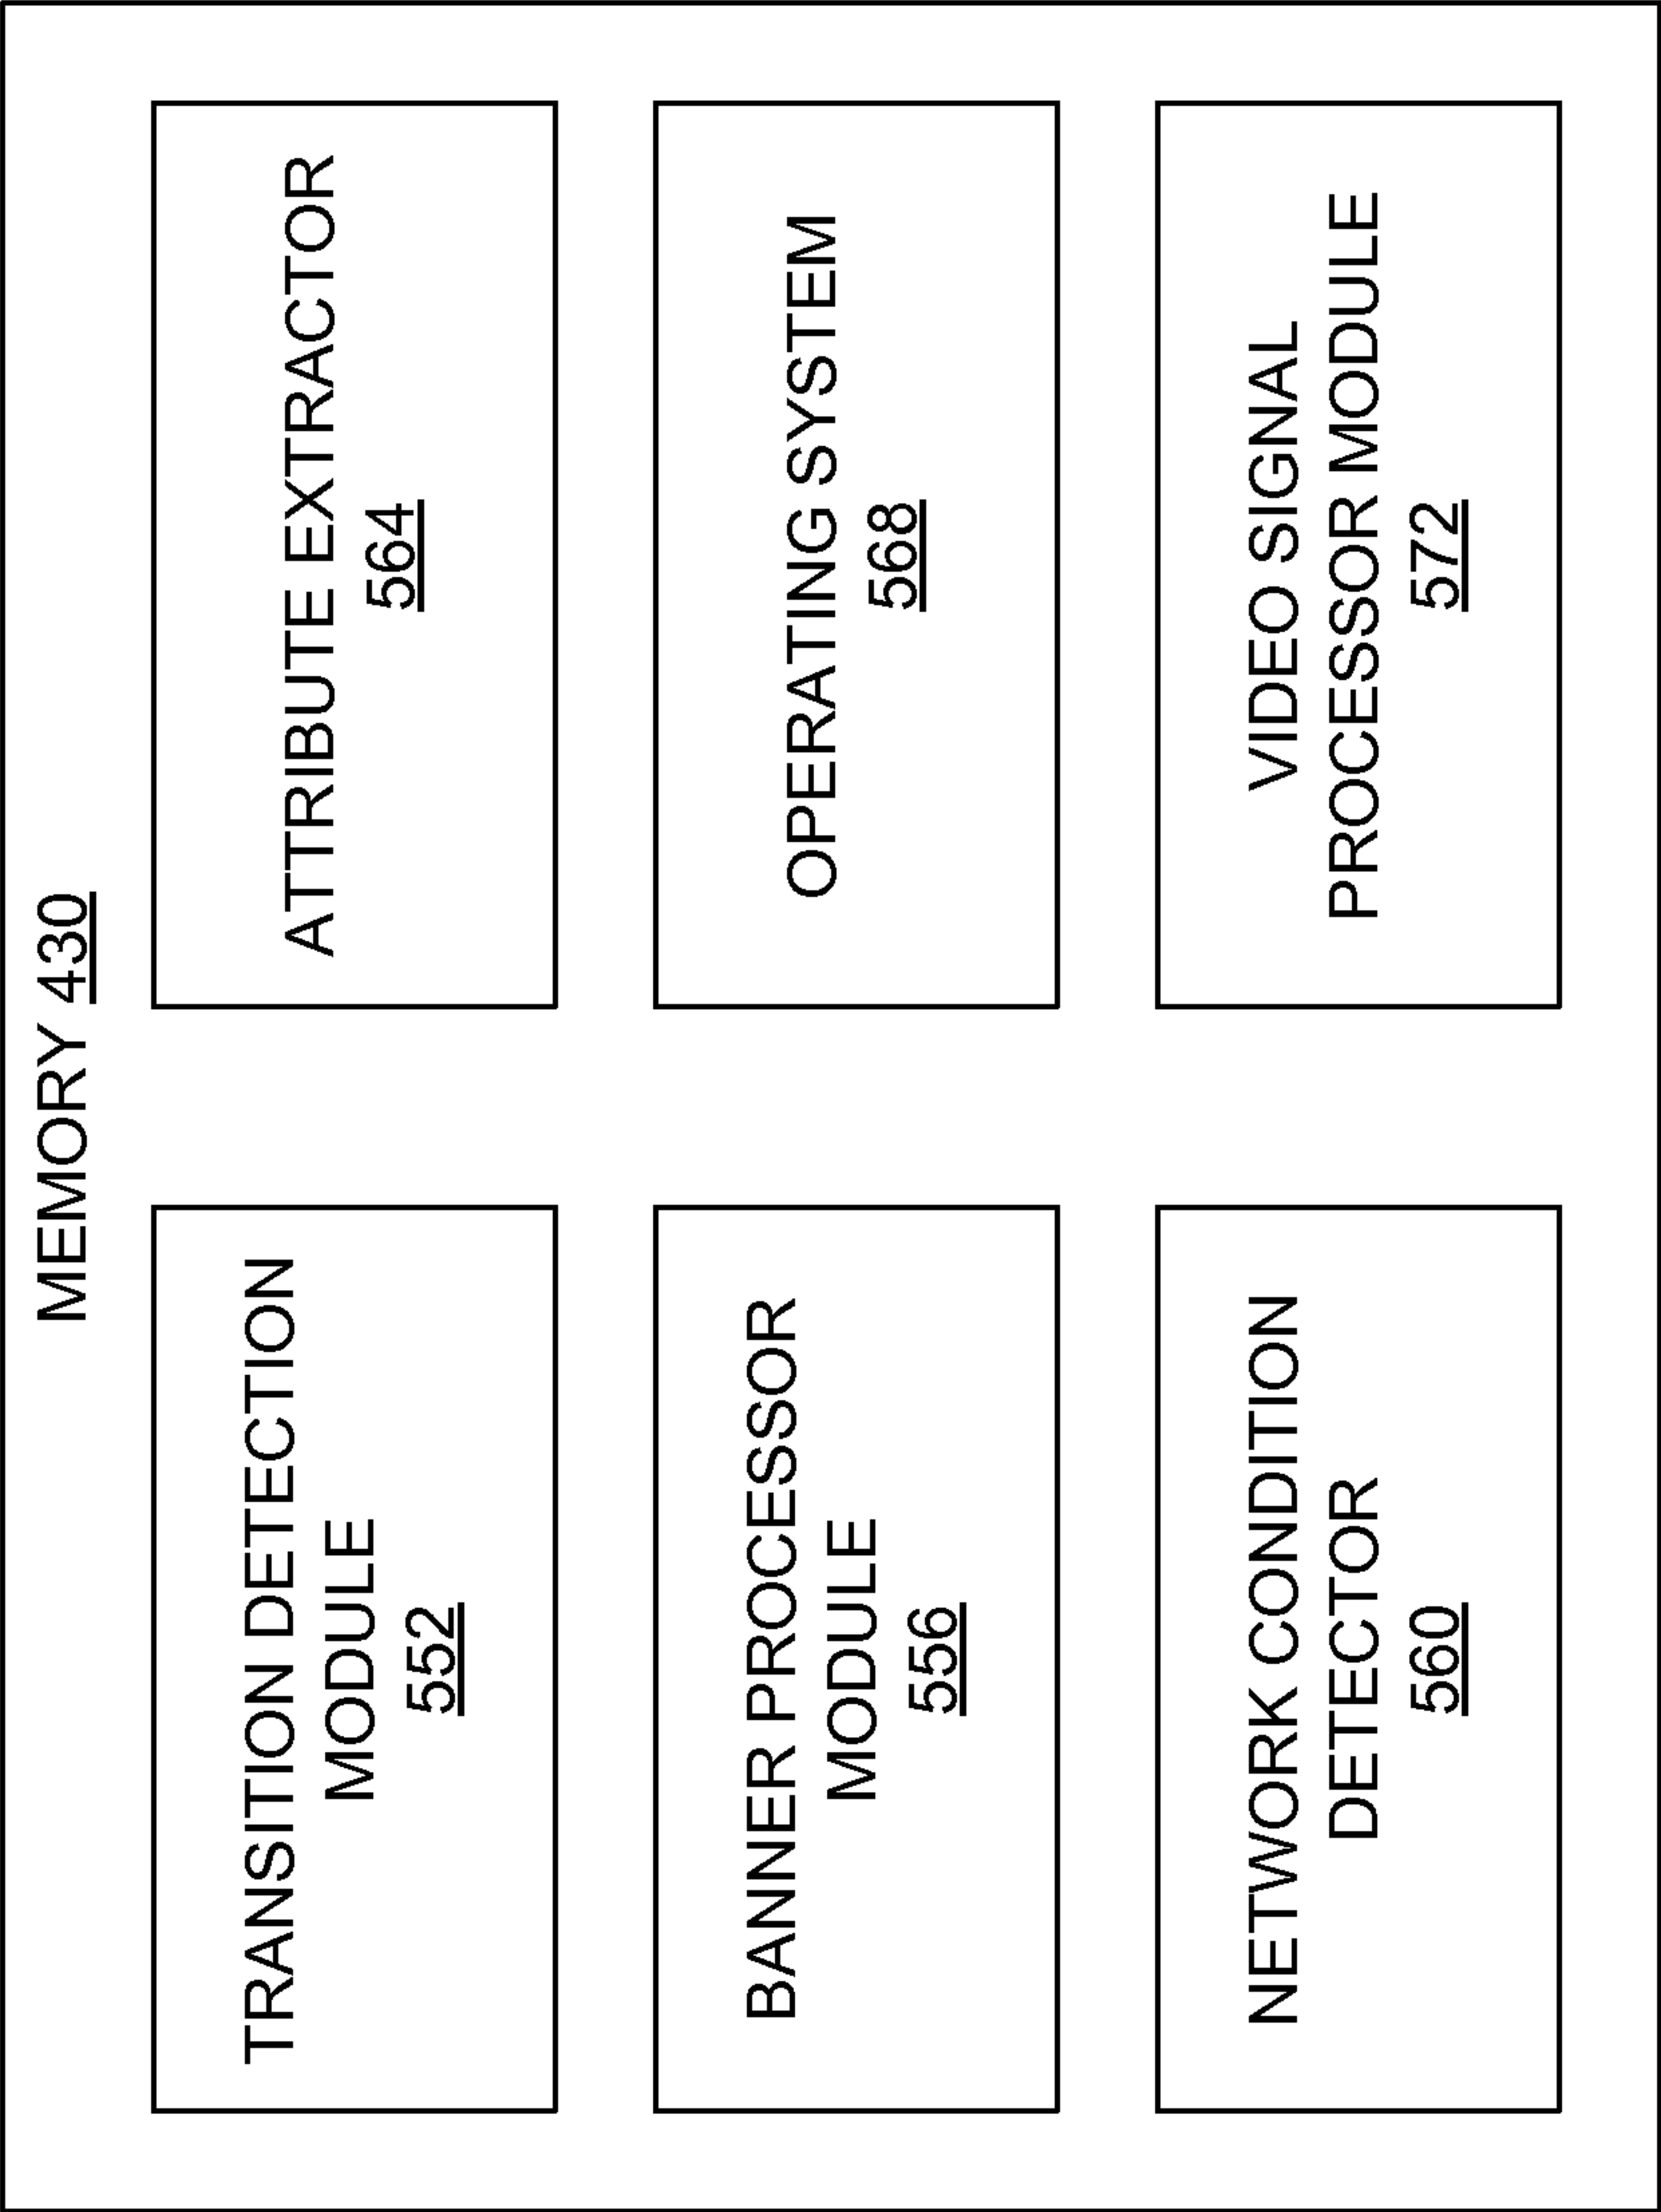 MEMORY 430
TRANSITION DETECTION
MODULE
552
ATTRIBUTE EXTRACTOR
564
BANNER PROCESSOR
MODULE
556
OPERATING SYSTEM
568
NETWORK CONDITION
DETECTOR
560
VIDEO SIGNAL
PROCESSOR MODULE
572